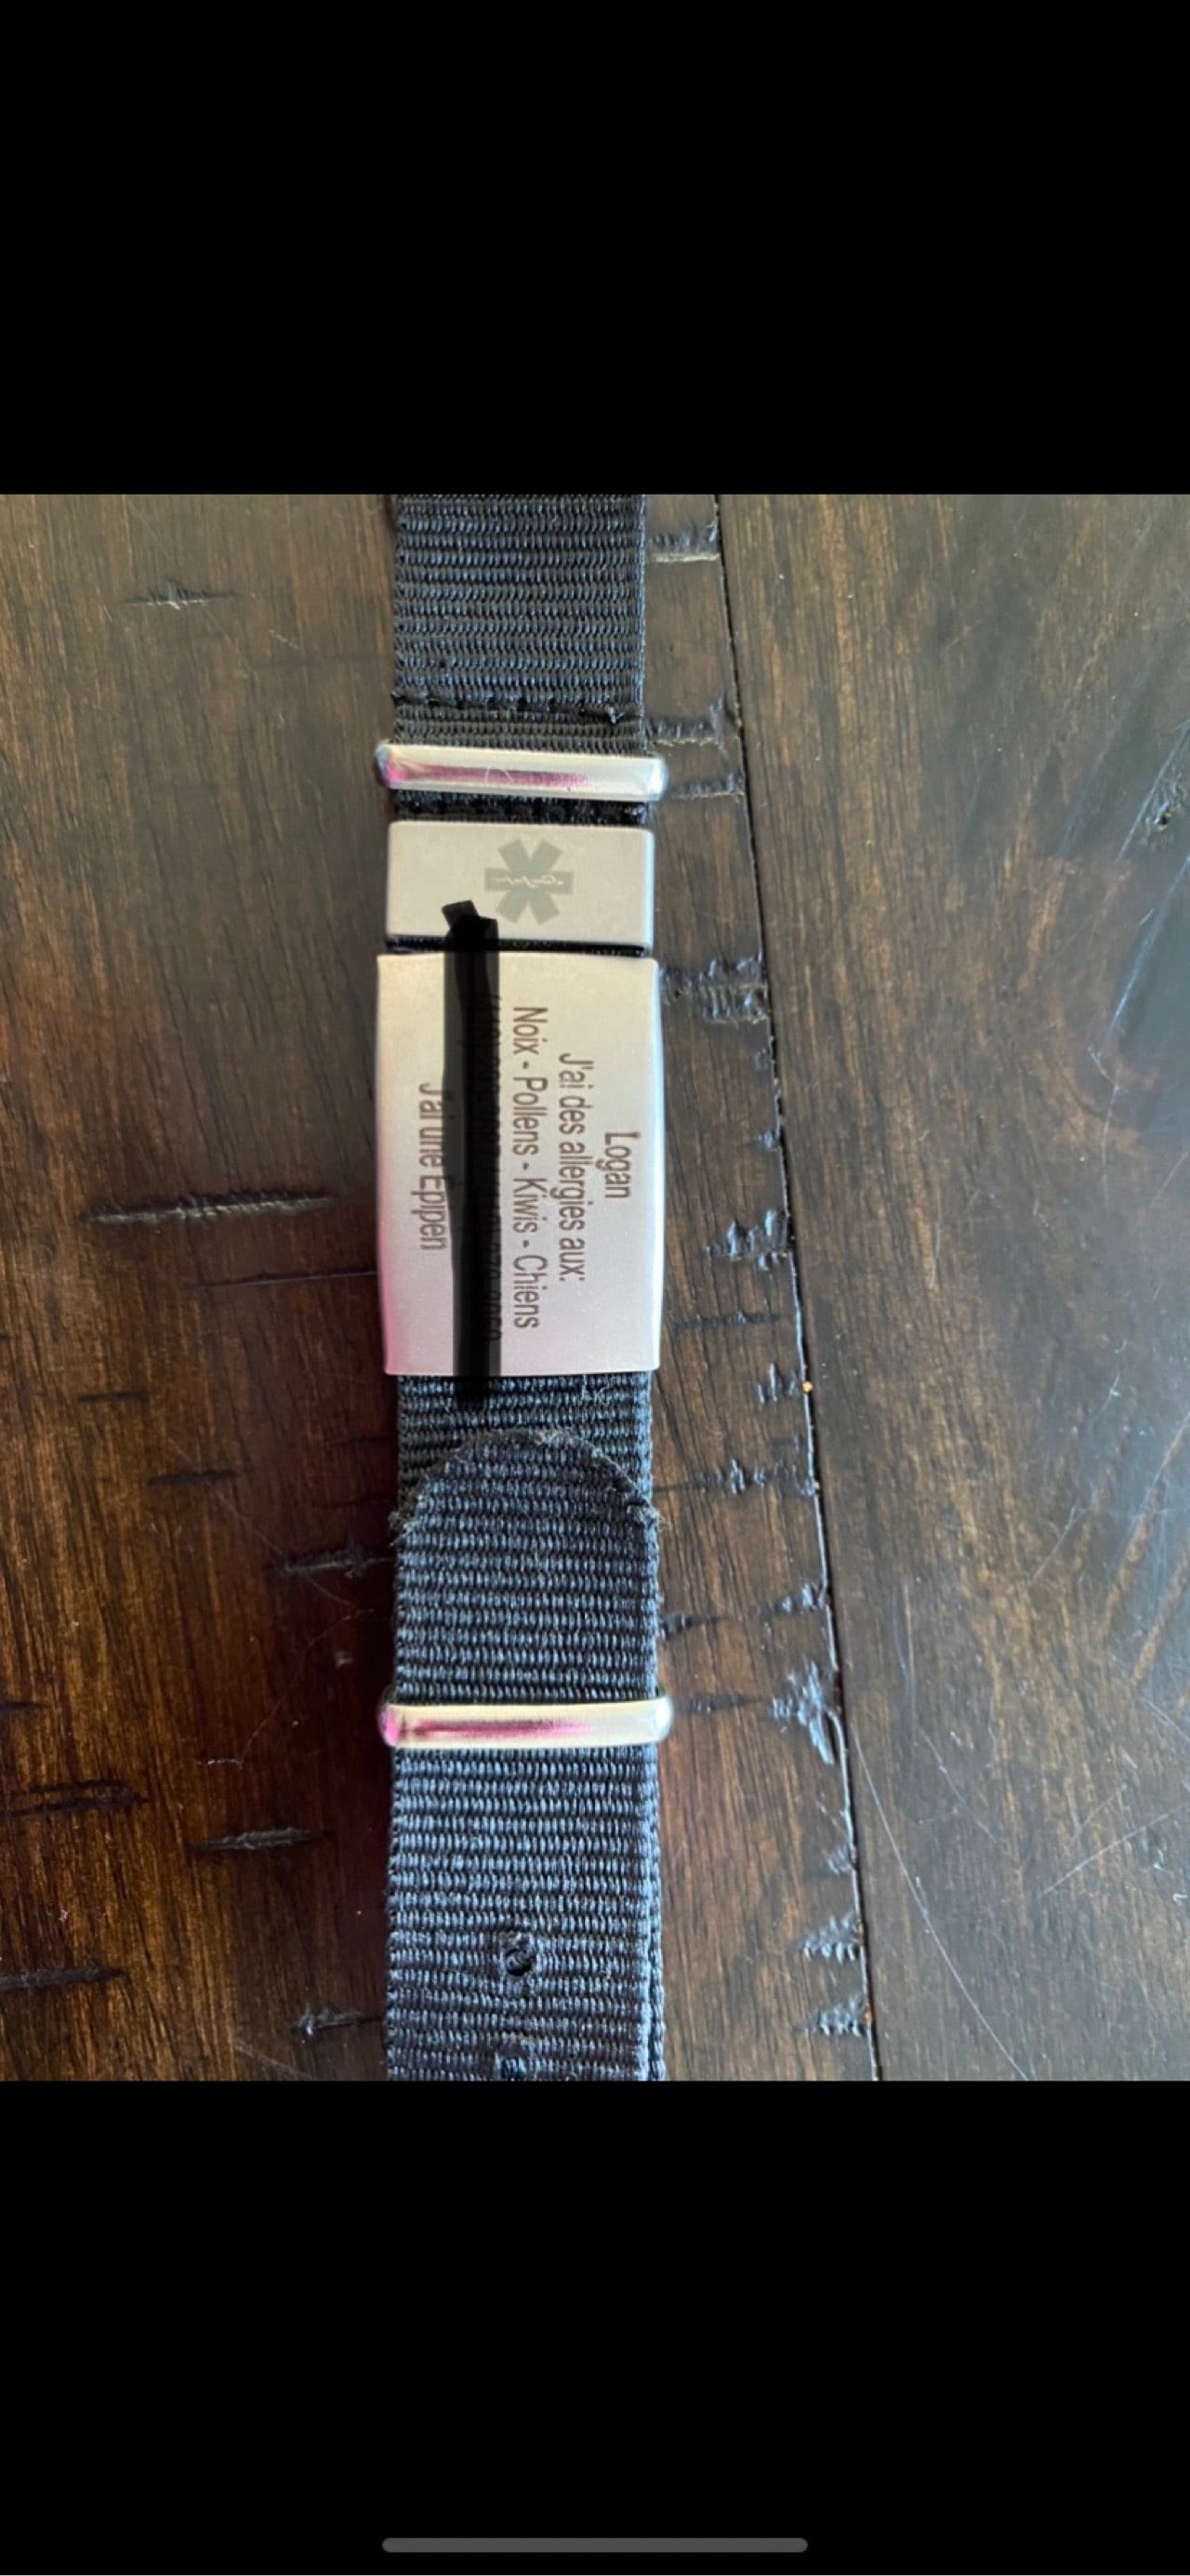 Logan
J'ai des allergies aux:
Noix - Pollens - Kiwis - Chiens
J'ai une Epipen